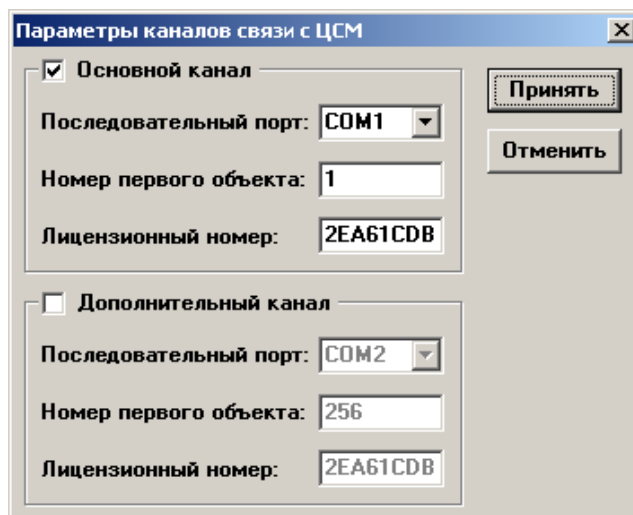 Параметры каналов связи с ЦСМ
Основной канал
Последовательный порт: COM1
Номер первого объекта: 1
Лицензионный номер: 2EA61CDB
Принять
Отменить
Дополнительный канал
Последовательный порт: COM2
Номер первого объекта: 256
Лицензионный номер: 2EA61CDB